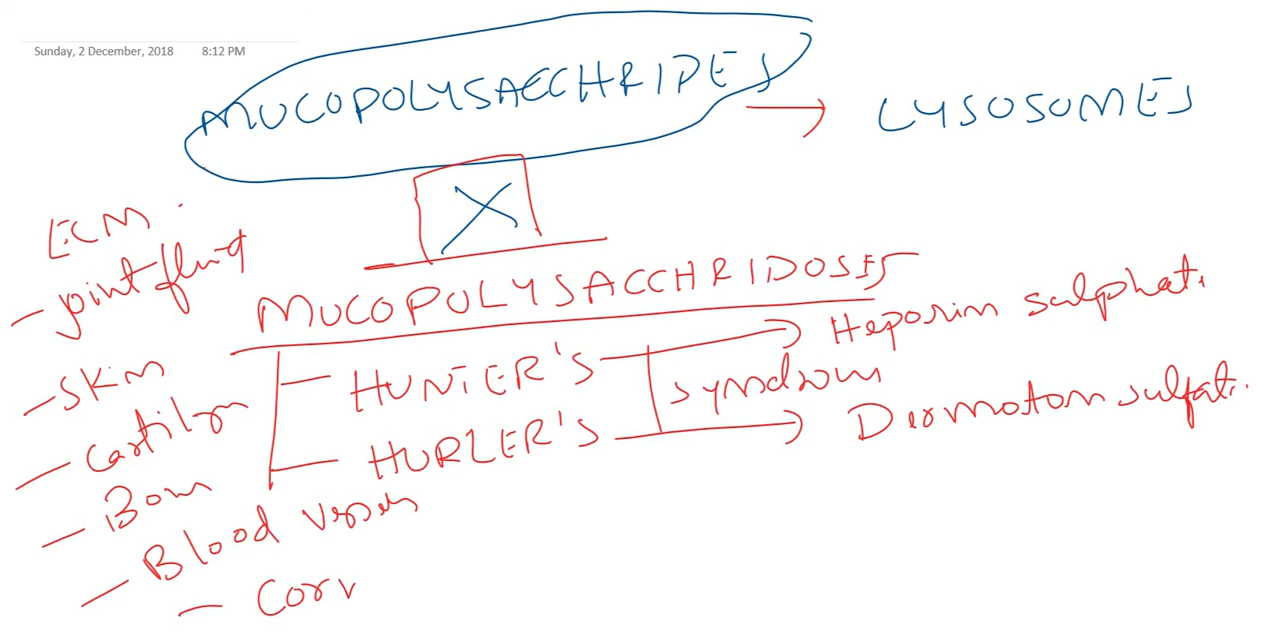 Sunday, 2 December, 2018 8:12 PM
MUCOPOLYSAECCHRIDES → LYSOSOMES
X
ECM
MUCOPOLYSACCHRIDOSES
- Joint fluid
- Skin
- Cartilage
- Bone
- Blood vessels
- Corn
HUNTER'S
HURLER'S
Syndrome
Heparin sulphate
Dermatan sulfate